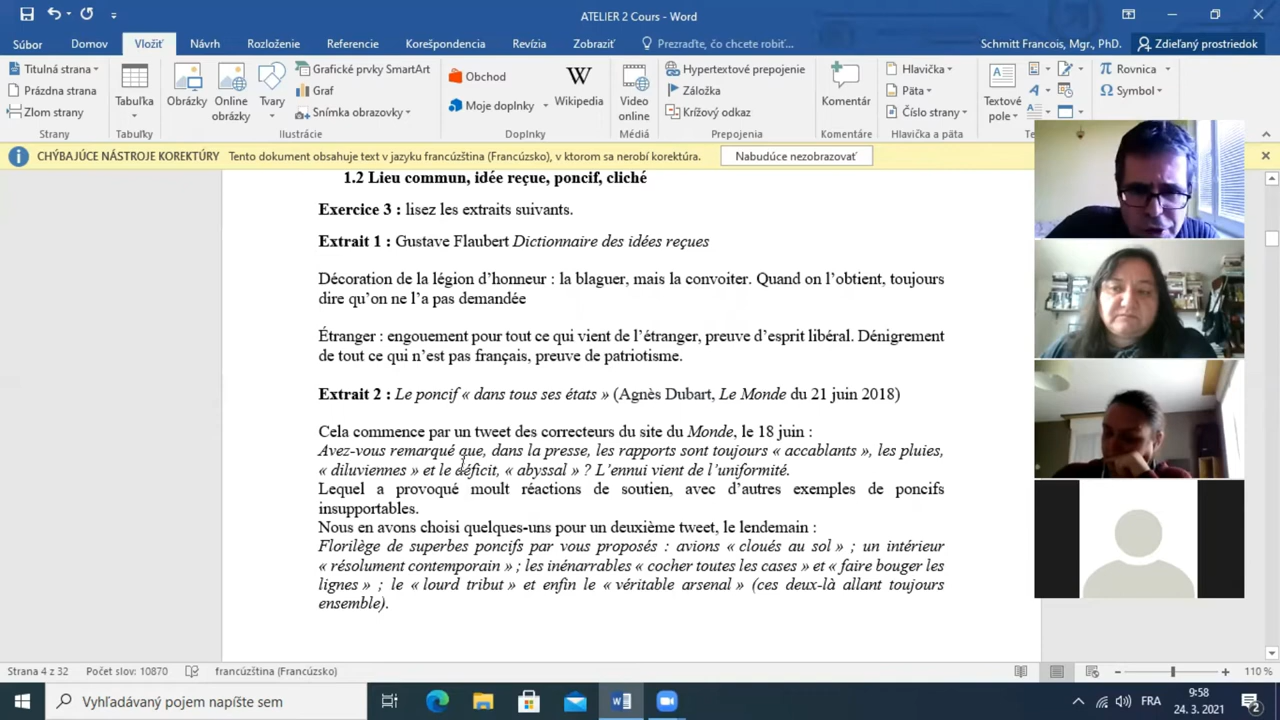 ATELIER 2 Cours - Word
Súbor Domov Vložiť Návrh Rozloženie Referencie Korešpondencia Revízia Zobraziť Prezraďte, čo chcete robiť... Schmitt Francois, Mgr., PhD. Zdieľaný prostriedok
Titulná strana
Prázdna strana
Zlom strany
Strany
Tabuľka
Tabuľky
Obrázky
Online obrázky
Tvary
Grafické prvky SmartArt
Graf
Snímka obrazovky
Ilustrácie
Obchod
Moje doplnky
W
Wikipedia
Doplnky
Video online
Médiá
Hypertextové prepojenie
Záložka
Krížový odkaz
Prepojenia
Komentár
Komentáre
Hlavička
Päta
Číslo strany
Hlavička a päta
Textové pole
Rovnica
Symbol
CHÝBAJÚCE NÁSTROJE KOREKTÚRY Tento dokument obsahuje text v jazyku francúzština (Francúzsko), v ktorom sa nerobí korektúra. Nabudúce nezobrazovať
1.2 Lieu commun, idée reçue, poncif, cliché
Exercice 3 : lisez les extraits suivants.
Extrait 1 : Gustave Flaubert Dictionnaire des idées reçues
Décoration de la légion d’honneur : la blaguer, mais la convoiter. Quand on l’obtient, toujours
dire qu’on ne l’a pas demandée
Étranger : engouement pour tout ce qui vient de l’étranger, preuve d’esprit libéral. Dénigrement
de tout ce qui n’est pas français, preuve de patriotisme.
Extrait 2 : Le poncif « dans tous ses états » (Agnès Dubart, Le Monde du 21 juin 2018)
Cela commence par un tweet des correcteurs du site du Monde, le 18 juin :
Avez-vous remarqué que, dans la presse, les rapports sont toujours « accablants », les pluies,
« diluviennes » et le déficit, « abyssal » ? L’ennui vient de l’uniformité.
Lequel a provoqué moult réactions de soutien, avec d’autres exemples de poncifs
insupportables.
Nous en avons choisi quelques-uns pour un deuxième tweet, le lendemain :
Florilège de superbes poncifs par vous proposés : avions « cloués au sol » ; un intérieur
« résolument contemporain » ; les inénarrables « cocher toutes les cases » et « faire bouger les
lignes » ; le « lourd tribut » et enfin le « véritable arsenal » (ces deux-là allant toujours
ensemble).
Strana 4 z 32 Počet slov: 10870 francúzština (Francúzsko) 110 %
Vyhľadávaný pojem napíšte sem
FRA
9:58
24. 3. 2021
2